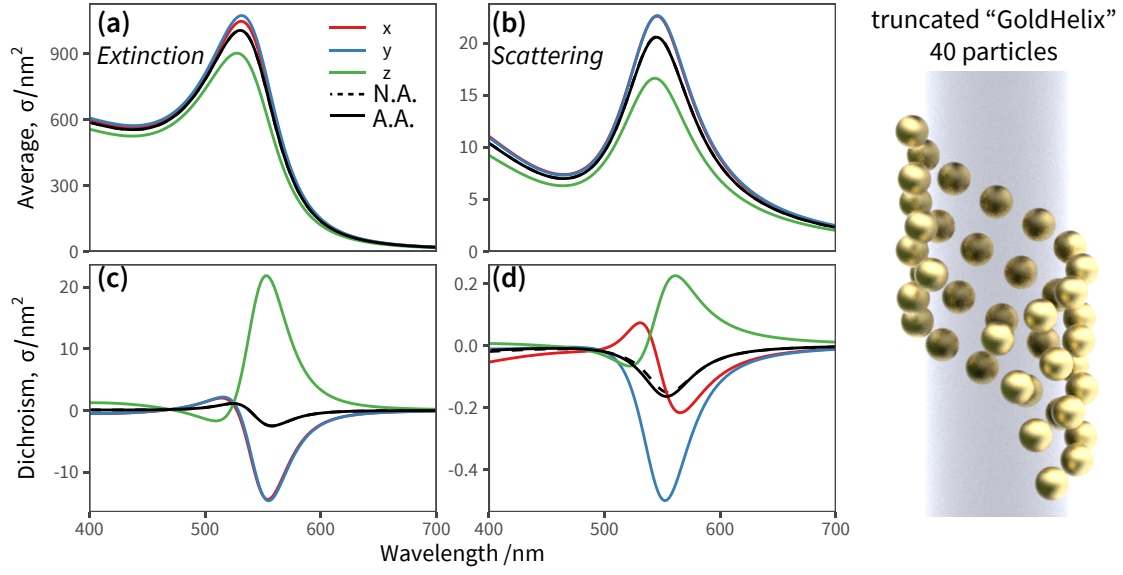 (a)
Extinction
x
y
z
N.A.
A.A.
(b)
Scattering
truncated “GoldHelix”
40 particles
Average, σ/nm²
900
600
300
0
20
15
10
5
0
(c)
(d)
Dichroism, σ/nm²
20
10
0
-10
0.2
0.0
-0.2
-0.4
400
500
600
700
400
500
600
700
Wavelength /nm